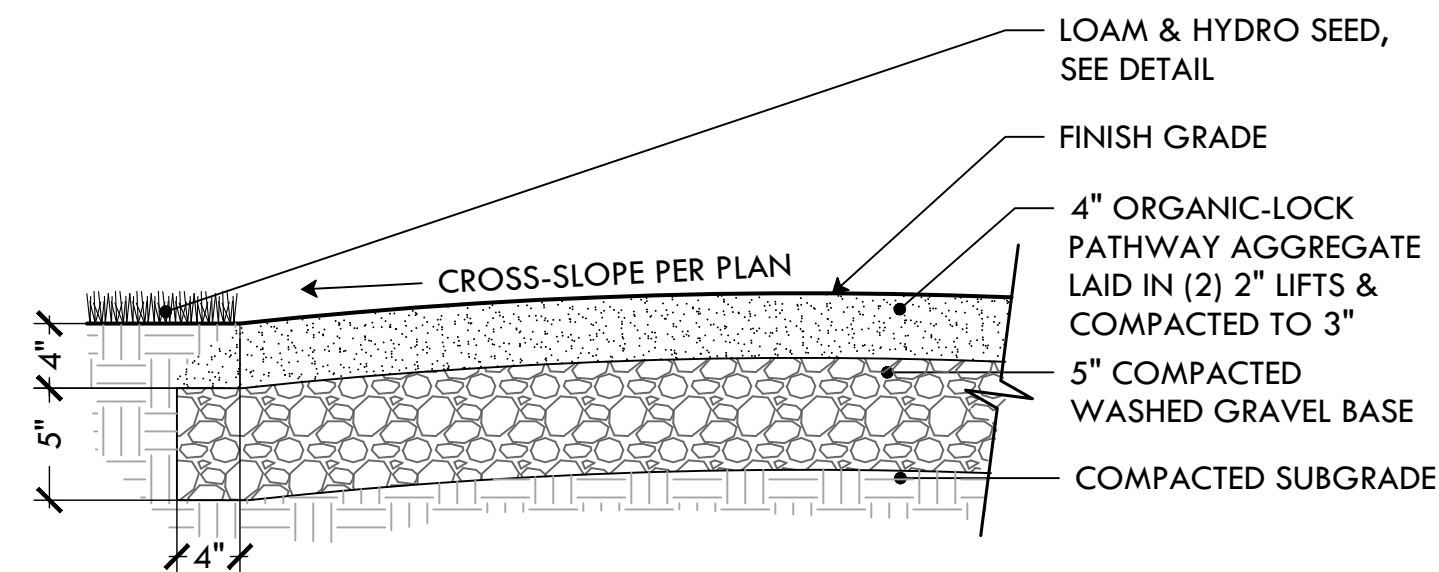 LOAM & HYDRO SEED,
SEE DETAIL
FINISH GRADE
4" ORGANIC-LOCK
PATHWAY AGGREGATE
LAID IN (2) 2" LIFTS &
COMPACTED TO 3"
5" COMPACTED
WASHED GRAVEL BASE
COMPACTED SUBGRADE
CROSS-SLOPE PER PLAN
4"
5"
4"